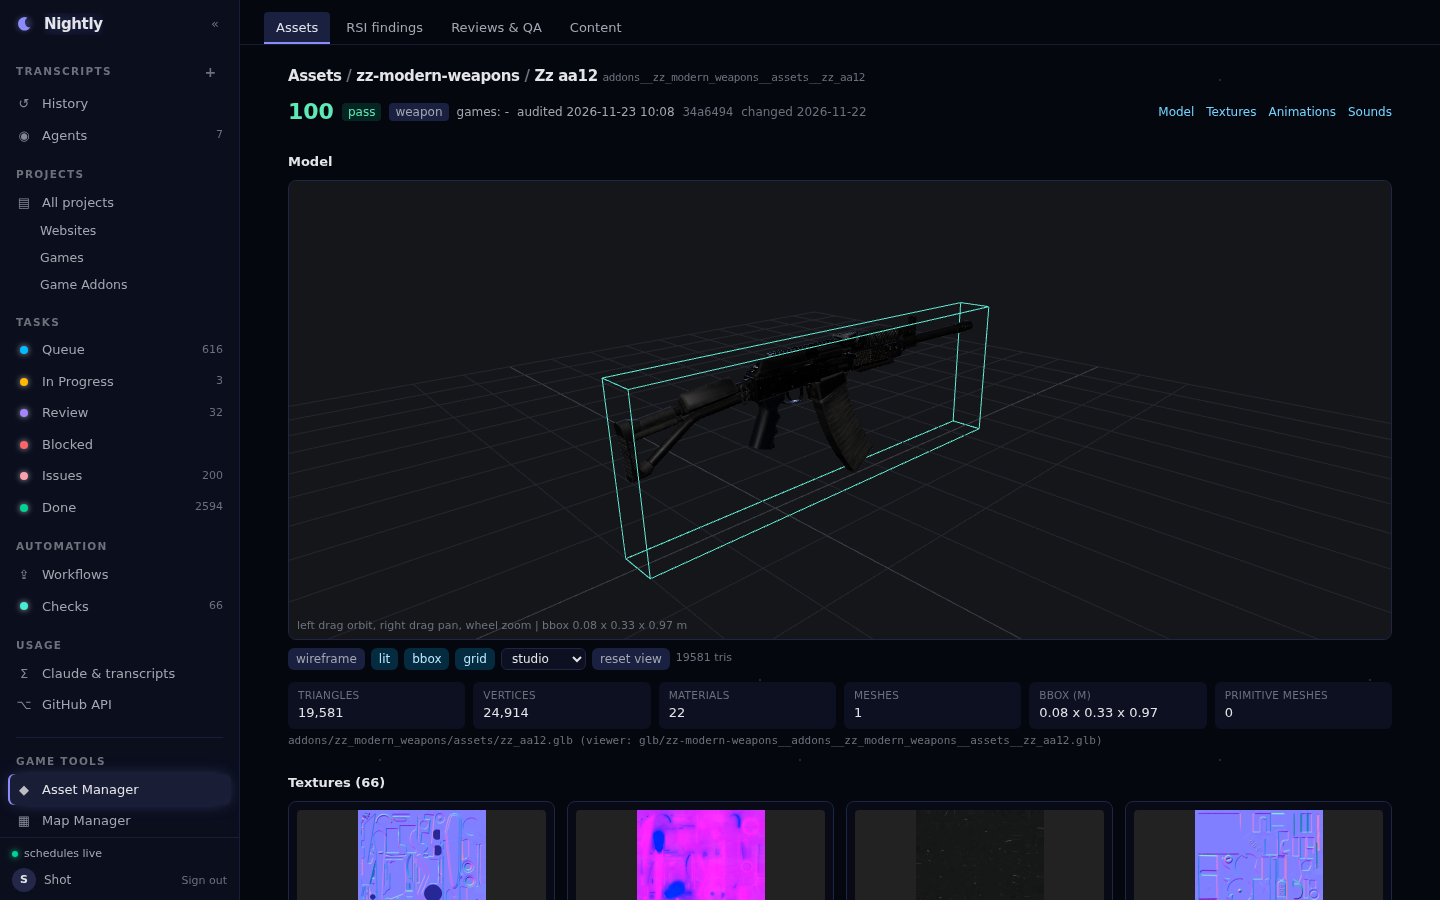 Nightly
«
TRANSCRIPTS
+
History
Agents 7
PROJECTS
All projects
Websites
Games
Game Addons
TASKS
Queue 616
In Progress 3
Review 32
Blocked
Issues 200
Done 2594
AUTOMATION
Workflows
Checks 66
USAGE
Claude & transcripts
GitHub API
GAME TOOLS
Asset Manager
Map Manager
schedules live
S Shot Sign out
Assets RSI findings Reviews & QA Content
Assets / zz-modern-weapons / Zz aa12 addons__zz_modern_weapons__assets__zz_aa12
100 pass weapon games: - audited 2026-11-23 10:08 34a6494 changed 2026-11-22
Model Textures Animations Sounds
Model
left drag orbit, right drag pan, wheel zoom | bbox 0.08 x 0.33 x 0.97 m
wireframe lit bbox grid studio reset view 19581 tris
TRIANGLES VERTICES MATERIALS MESHES BBOX (M) PRIMITIVE MESHES
19,581 24,914 22 1 0.08 x 0.33 x 0.97 0
addons/zz_modern_weapons/assets/zz_aa12.glb (viewer: glb/zz-modern-weapons__addons__zz_modern_weapons__assets__zz_aa12.glb)
Textures (66)